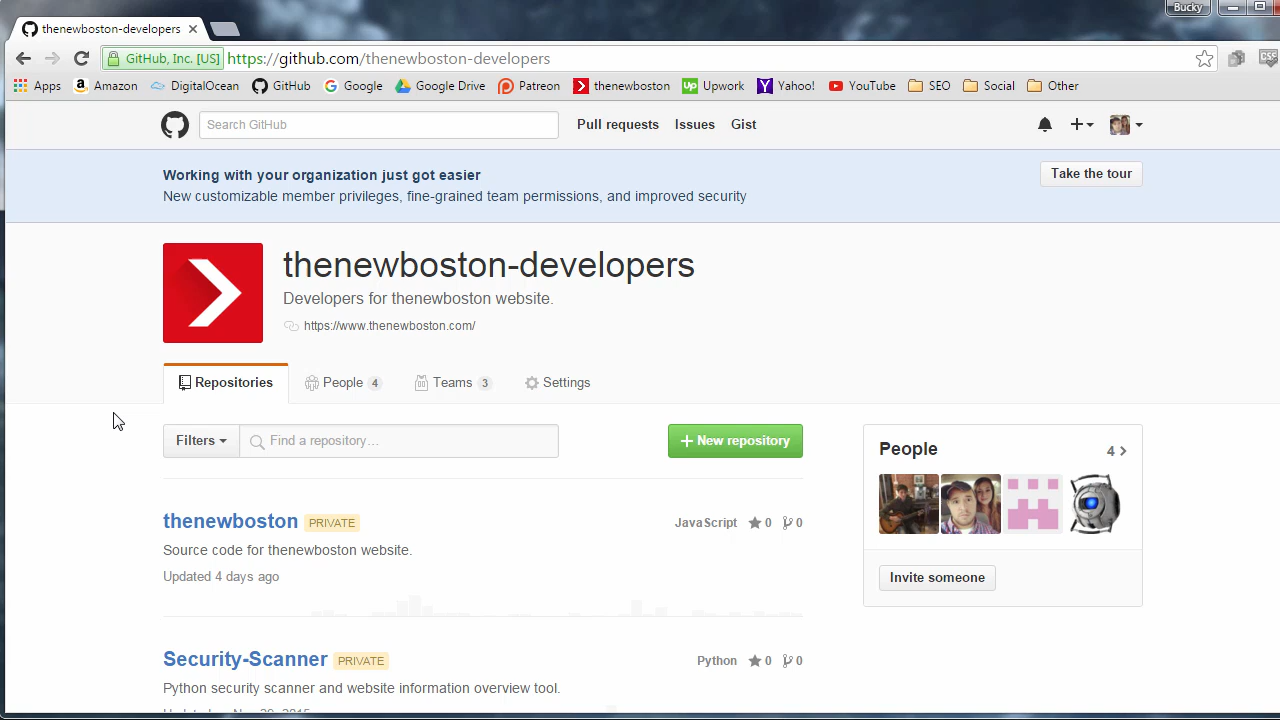 Bucky
thenewboston-developers
GitHub, Inc. [US] https://github.com/thenewboston-developers
CSS
Apps Amazon DigitalOcean GitHub Google Google Drive Patreon thenewboston Upwork Yahoo! YouTube SEO Social Other
Search GitHub Pull requests Issues Gist
Working with your organization just got easier
New customizable member privileges, fine-grained team permissions, and improved security
Take the tour
thenewboston-developers
Developers for thenewboston website.
https://www.thenewboston.com/
Repositories People 4 Teams 3 Settings
Filters Find a repository… New repository
People 4
thenewboston PRIVATE JavaScript 0 0
Source code for thenewboston website.
Updated 4 days ago
Invite someone
Security-Scanner PRIVATE Python 0 0
Python security scanner and website information overview tool.